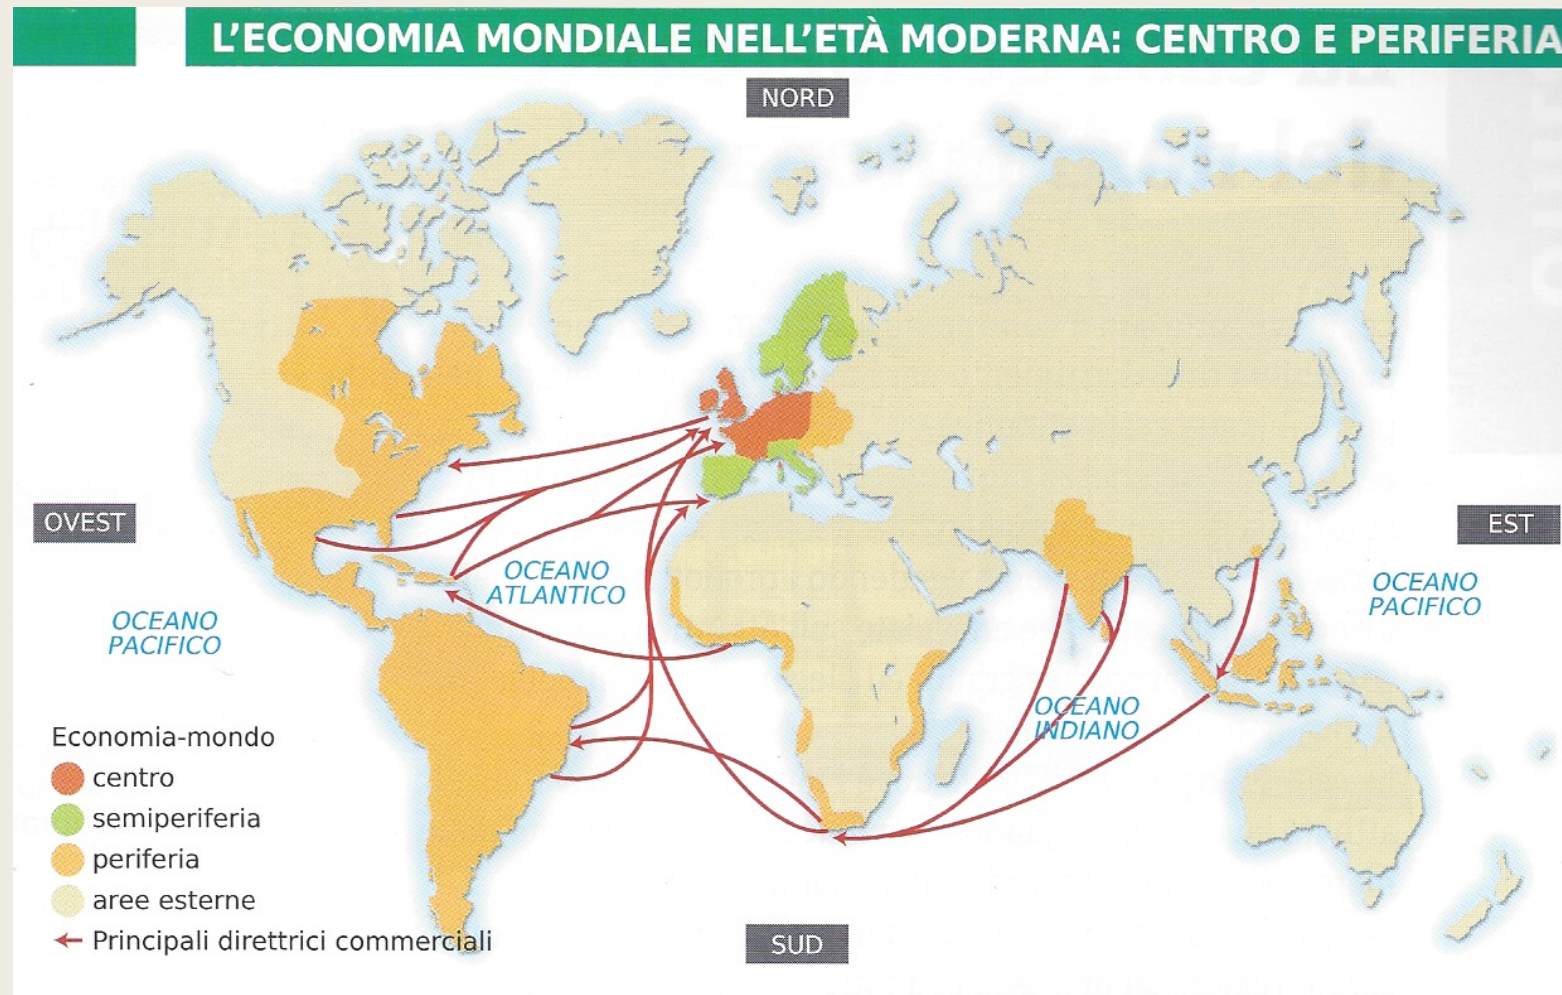 L'ECONOMIA MONDIALE NELL'ETÀ MODERNA: CENTRO E PERIFERIA
NORD
OVEST
EST
OCEANO
ATLANTICO
OCEANO
PACIFICO
OCEANO
PACIFICO
OCEANO
INDIANO
Economia-mondo
centro
semiperiferia
periferia
aree esterne
Principali direttrici commerciali
SUD